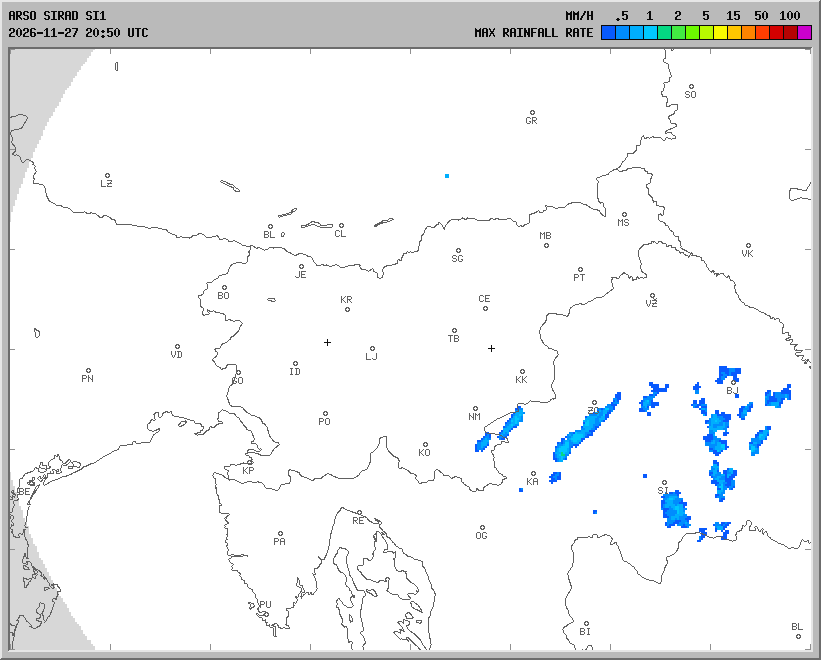 ARSO SIRAD SI1
2026-11-27 20:50 UTC
MM/H .5 1 2 5 15 50 100
MAX RAINFALL RATE
SO
GR
LZ
MS
BL
CL
MB
VK
SG
JE
PT
BO
KR
CE
VZ
TB
VD
LJ
ID
PN
GO
KK
BJ
ZG
NM
PO
KO
KP
KA
BE
SI
RE
OG
PA
PU
BI
BL